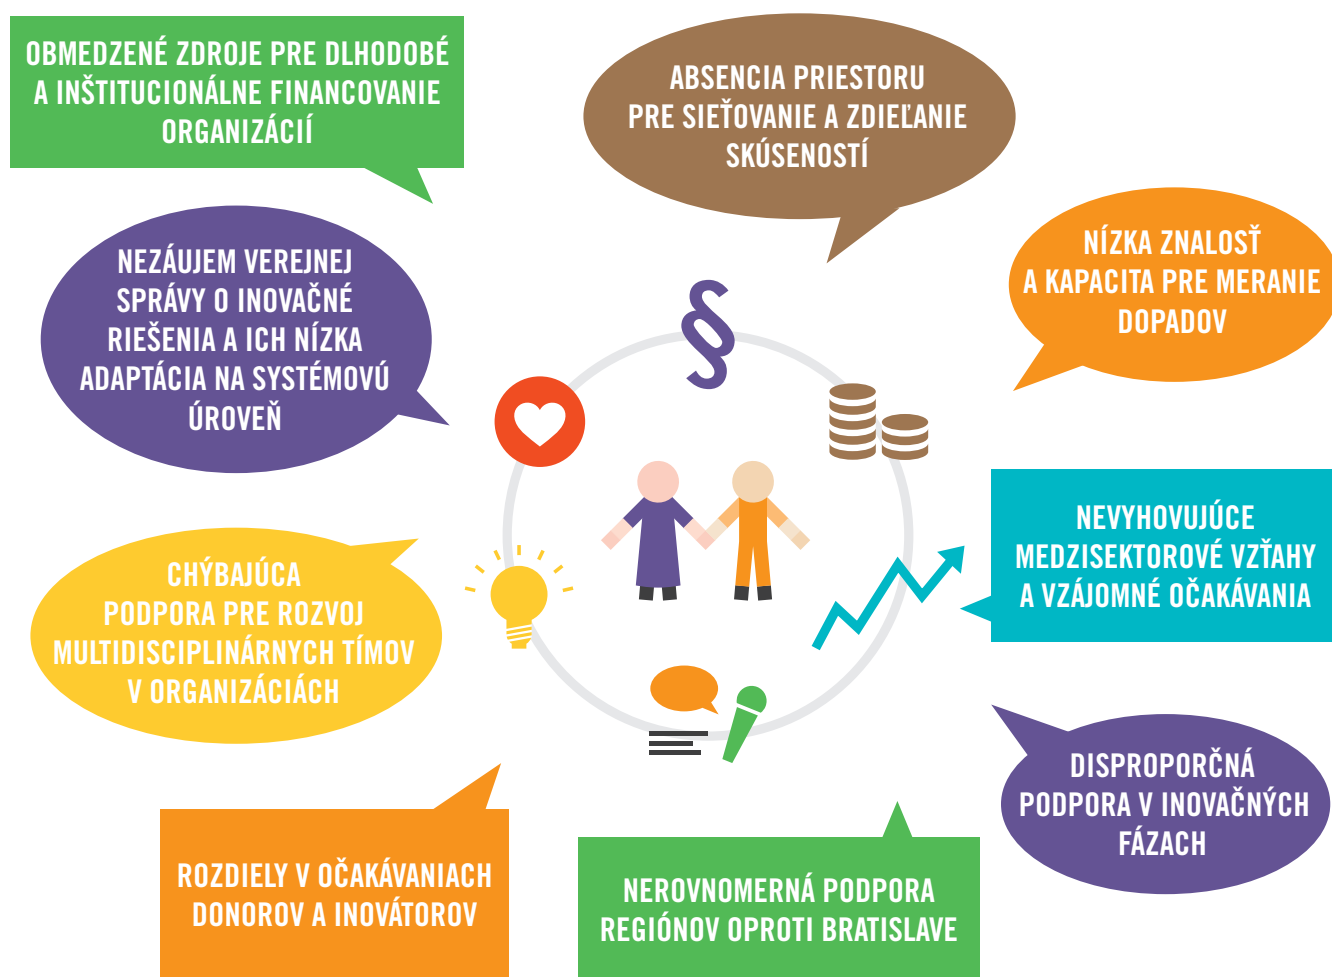 OBMEDZENÉ ZDROJE PRE DLHODOBÉ
A INŠTITUCIONÁLNE FINANCOVANIE
ORGANIZÁCIÍ
ABSENCIA PRIESTORU
PRE SIEŤOVANIE A ZDIEĽANIE
SKÚSENOSTÍ
NEZÁUJEM VEREJNEJ
SPRÁVY O INOVAČNÉ
RIEŠENIA A ICH NÍZKA
ADAPTÁCIA NA SYSTÉMOVÚ
ÚROVEŇ
NÍZKA ZNALOSŤ
A KAPACITA PRE MERANIE
DOPADOV
§
NEVYHOVUJÚCE
MEDZISEKTOROVÉ VZŤAHY
A VZÁJOMNÉ OČAKÁVANIA
CHÝBAJÚCA
PODPORA PRE ROZVOJ
MULTIDISCIPLINÁRNYCH TÍMOV
V ORGANIZÁCIÁCH
DISPROPORČNÁ
PODPORA V INOVAČNÝCH
FÁZACH
ROZDIELY V OČAKÁVANIACH
DONOROV A INOVÁTOROV
NEROVNOMERNÁ PODPORA
REGIÓNOV OPROTI BRATISLAVE